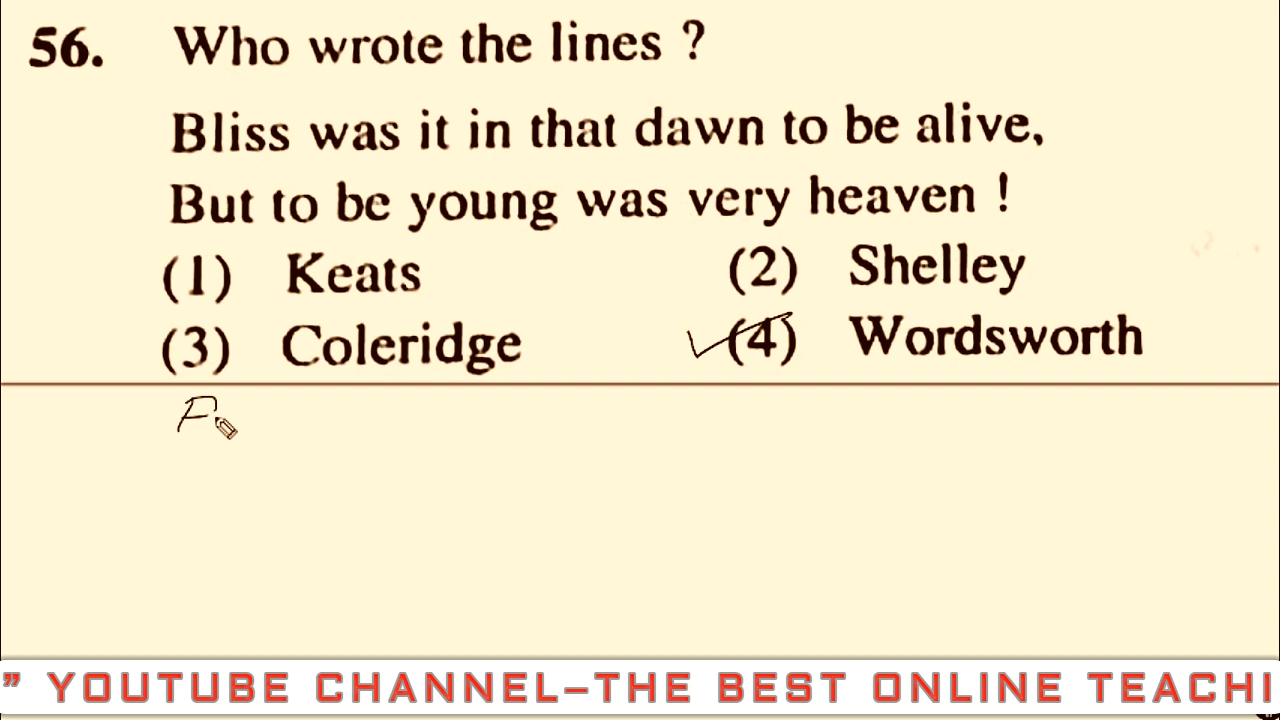 56. Who wrote the lines ?
Bliss was it in that dawn to be alive,
But to be young was very heaven !
(1) Keats (2) Shelley
(3) Coleridge (4) Wordsworth
” YOUTUBE CHANNEL–THE BEST ONLINE TEACHI